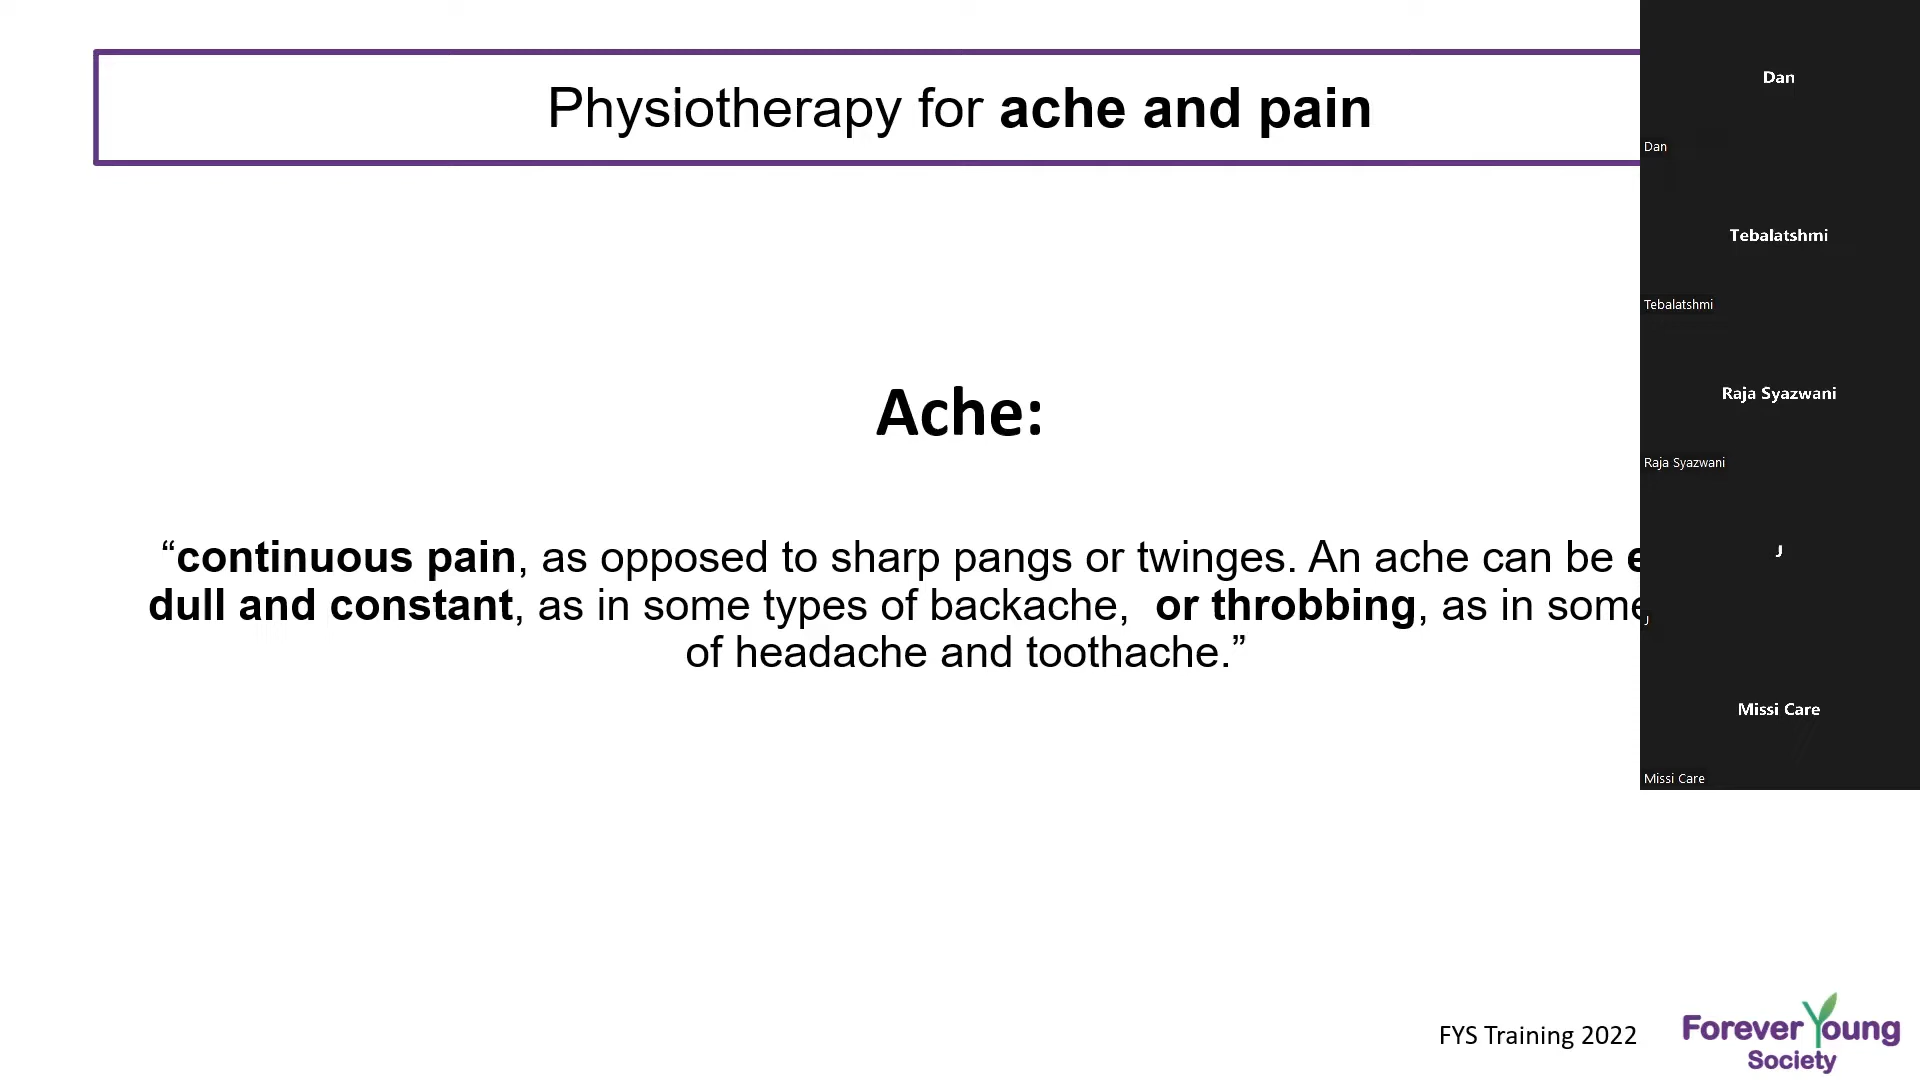 Physiotherapy for ache and pain
Ache:
“continuous pain, as opposed to sharp pangs or twinges. An ache can be
dull and constant, as in some types of backache,  or throbbing, as in some
of headache and toothache.”
Dan
Dan
Tebalatshmi
Tebalatshmi
Raja Syazwani
Raja Syazwani
J
J
Missi Care
Missi Care
FYS Training 2022
Forever Young
Society